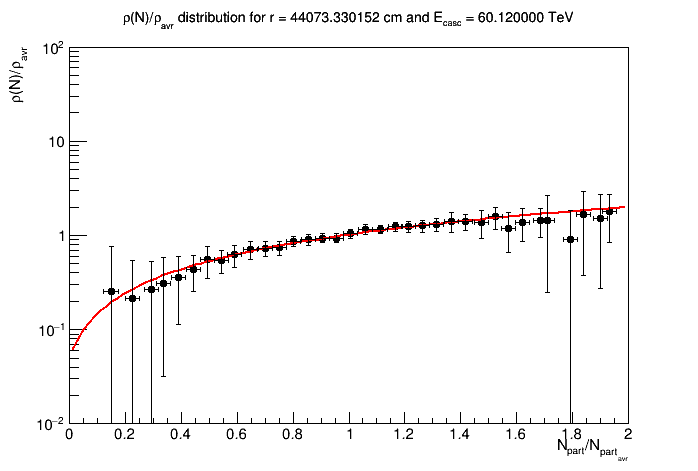 ρ(N)/ρavr distribution for r = 44073.330152 cm and Ecasc = 60.120000 TeV
ρ(N)/ρavr
10²
10
1
10⁻¹
10⁻²
0 0.2 0.4 0.6 0.8 1 1.2 1.4 1.6 1.8 2
Npart/Npartavr